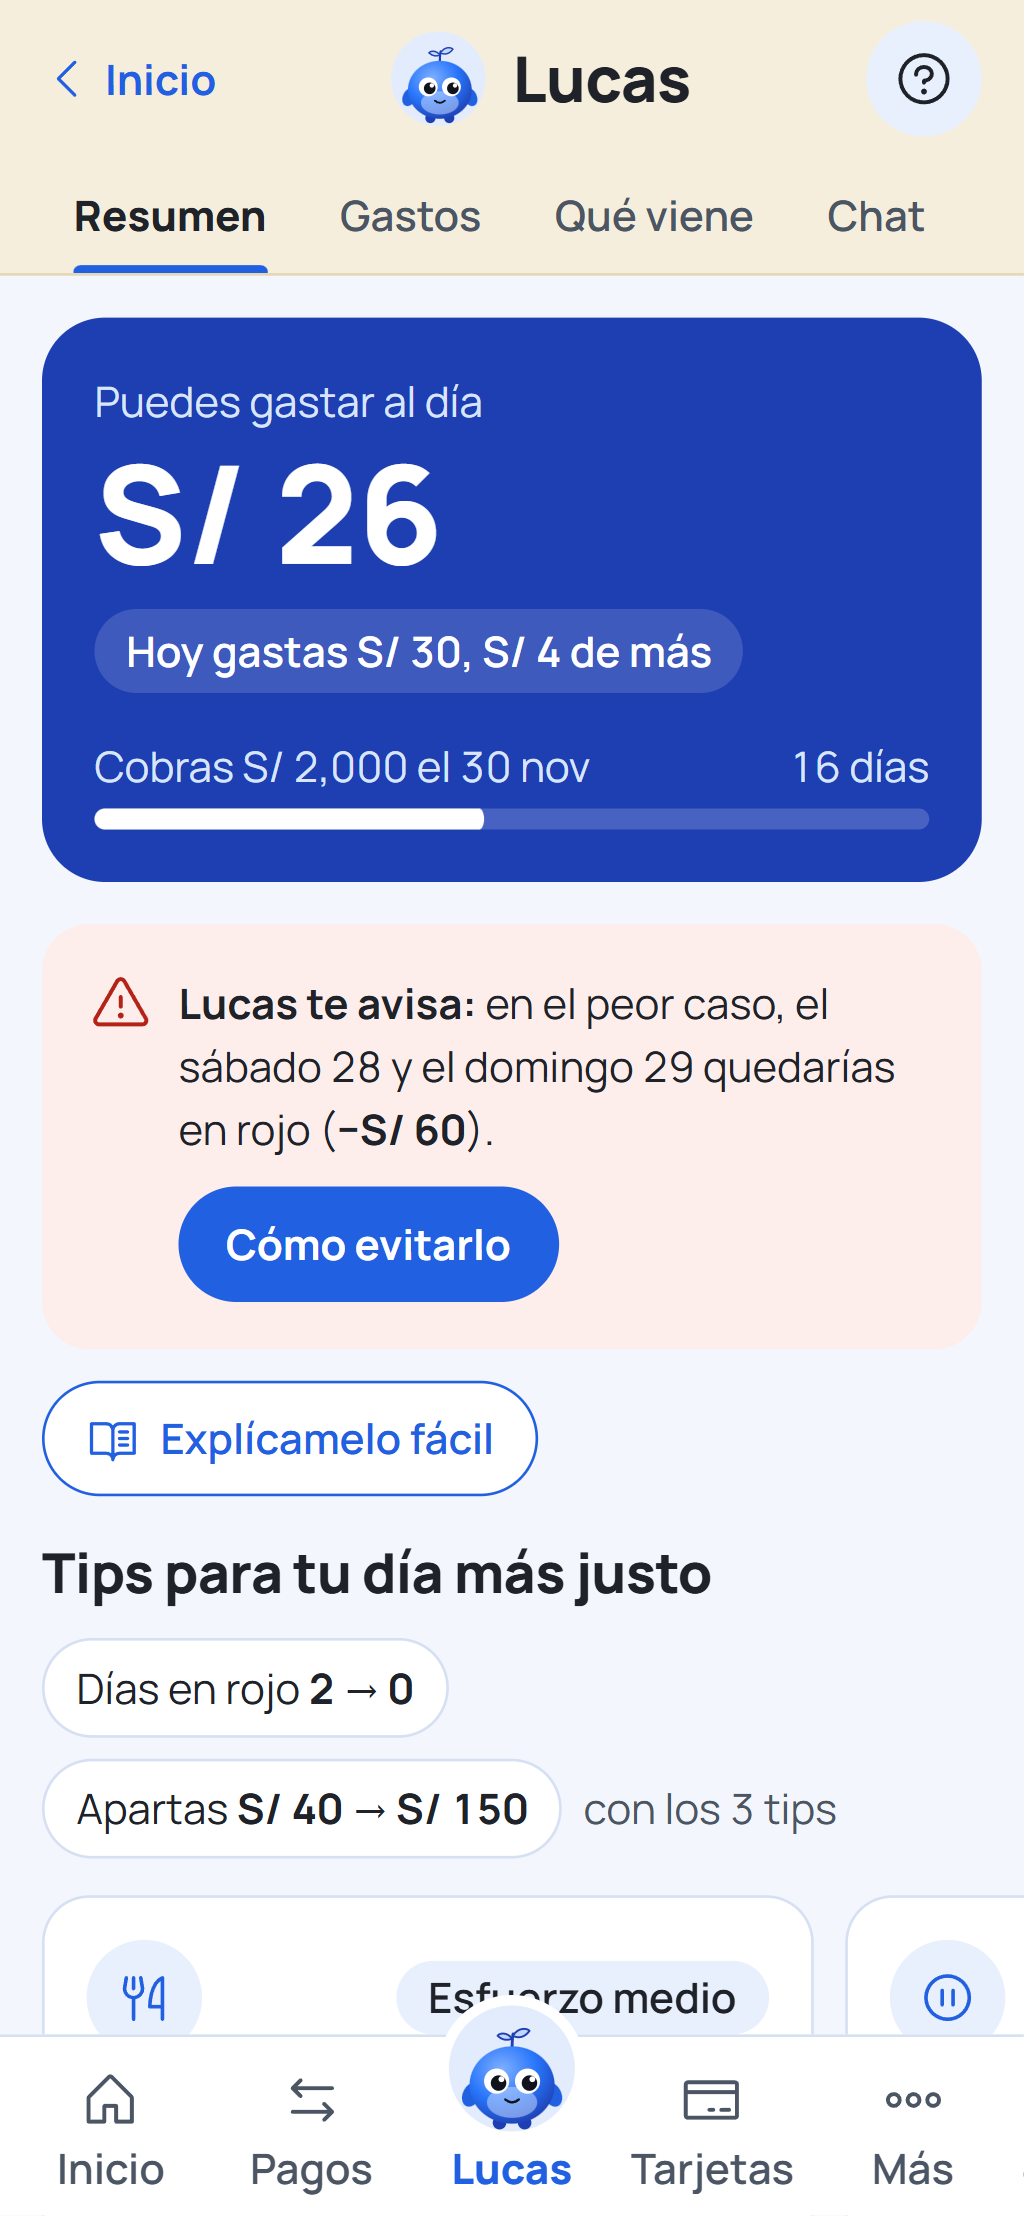 Inicio
Lucas
Resumen
Gastos
Qué viene
Chat
Puedes gastar al día
S/ 26
Hoy gastas S/ 30, S/ 4 de más
Cobras S/ 2,000 el 30 nov
16 días
Lucas te avisa: en el peor caso, el
sábado 28 y el domingo 29 quedarías
en rojo (−S/ 60).
Cómo evitarlo
Explícamelo fácil
Tips para tu día más justo
Días en rojo 2 → 0
Apartas S/ 40 → S/ 150 con los 3 tips
Esfuerzo medio
Inicio
Pagos
Lucas
Tarjetas
Más